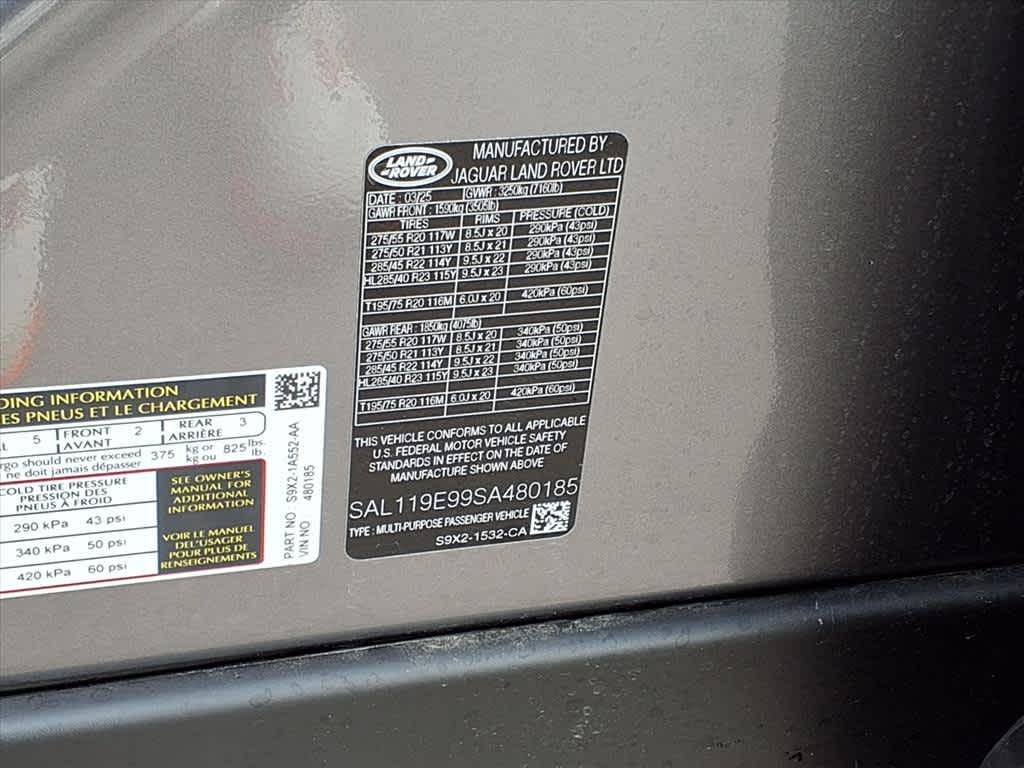 LAND ROVER
MANUFACTURED BY
JAGUAR LAND ROVER LTD
DATE : 03/25 GVWR : 3250kg (7160lb)
GAWR FRONT : 1590kg (3505lb)
TIRES RIMS PRESSURE (COLD)
275/55 R20 117W 8.5J x 20 290kPa (43psi)
275/50 R21 113Y 8.5J x 21 290kPa (43psi)
285/45 R22 114Y 9.5J x 22 290kPa (43psi)
HL285/40 R23 115Y 9.5J x 23 290kPa (43psi)
T195/75 R20 116M 6.0J x 20 420kPa (60psi)
GAWR REAR : 1850kg (4075lb)
275/55 R20 117W 8.5J x 20 340kPa (50psi)
275/50 R21 113Y 8.5J x 21 340kPa (50psi)
285/45 R22 114Y 9.5J x 22 340kPa (50psi)
HL285/40 R23 115Y 9.5J x 23 340kPa (50psi)
T195/75 R20 116M 6.0J x 20 420kPa (60psi)
THIS VEHICLE CONFORMS TO ALL APPLICABLE
U.S. FEDERAL MOTOR VEHICLE SAFETY
STANDARDS IN EFFECT ON THE DATE OF
MANUFACTURE SHOWN ABOVE
SAL119E99SA480185
TYPE : MULTI-PURPOSE PASSENGER VEHICLE
S9X2-1532-CA
DING INFORMATION
ES PNEUS ET LE CHARGEMENT
L 5 FRONT 2 REAR 3
AVANT ARRIÈRE
rgo should never exceed 375 kg or 825 lbs.
ne doit jamais dépasser kg ou lb.
COLD TIRE PRESSURE
PRESSION DES
PNEUS À FROID
290 kPa 43 psi
340 kPa 50 psi
420 kPa 60 psi
SEE OWNER'S
MANUAL FOR
ADDITIONAL
INFORMATION
VOIR LE MANUEL
DEL'USAGER
POUR PLUS DE
RENSEIGNEMENTS
PART NO S9X2-1A552-AA
VIN NO 480185